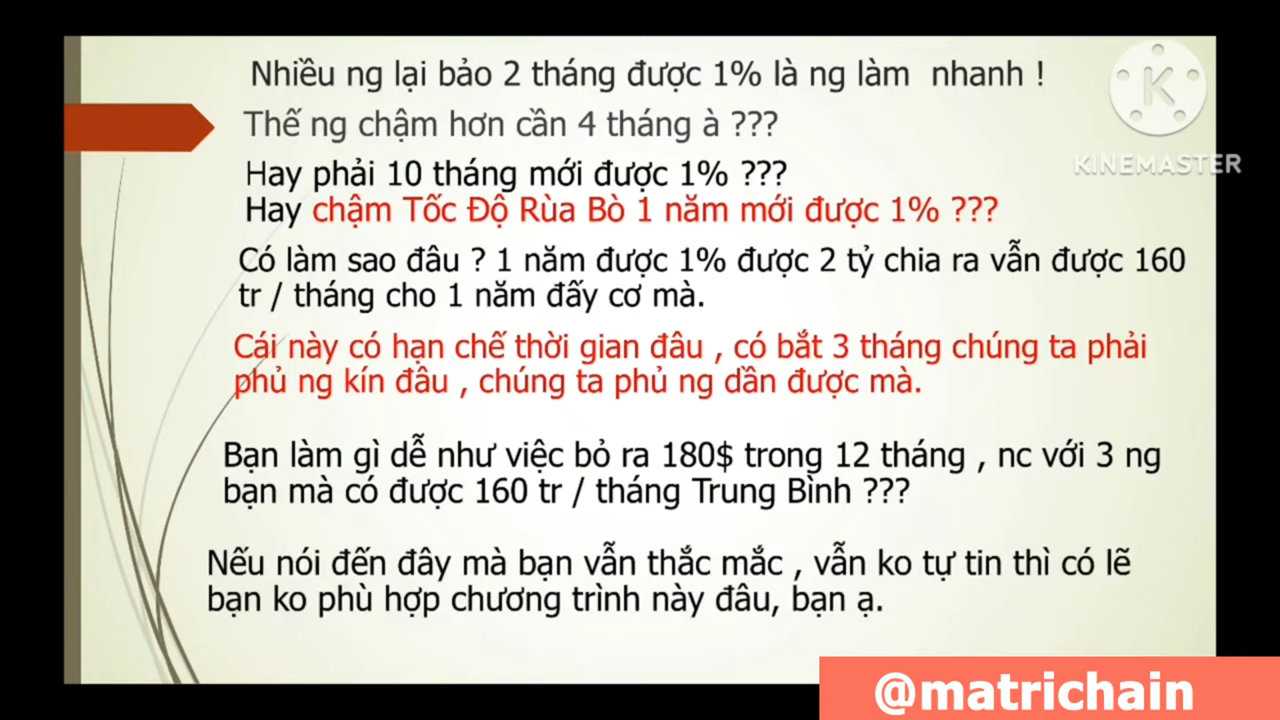 Nhiều ng lại bảo 2 tháng được 1% là ng làm nhanh !
Thế ng chậm hơn cần 4 tháng à ???
Hay phải 10 tháng mới được 1% ???
Hay chậm Tốc Độ Rùa Bò 1 năm mới được 1% ???
Có làm sao đâu ? 1 năm được 1% được 2 tỷ chia ra vẫn được 160
tr / tháng cho 1 năm đấy cơ mà.
Cái này có hạn chế thời gian đâu , có bắt 3 tháng chúng ta phải
phủ ng kín đâu , chúng ta phủ ng dần được mà.
Bạn làm gì dễ như việc bỏ ra 180$ trong 12 tháng , nc với 3 ng
bạn mà có được 160 tr / tháng Trung Bình ???
Nếu nói đến đây mà bạn vẫn thắc mắc , vẫn ko tự tin thì có lẽ
bạn ko phù hợp chương trình này đâu, bạn ạ.
K
KINEMASTER
@matrichain